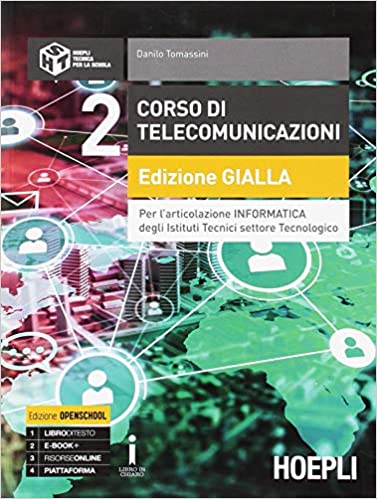 HOEPLI
TECNICA
PER LA SCUOLA
Danilo Tomassini
2
CORSO DI
TELECOMUNICAZIONI
Edizione GIALLA
Per l'articolazione INFORMATICA
degli Istituti Tecnici settore Tecnologico
Edizione OPENSCHOOL
1 LIBRODITESTO
2 E-BOOK+
3 RISORSEONLINE
4 PIATTAFORMA
i
LIBRO IN
CHIARO
HOEPLI